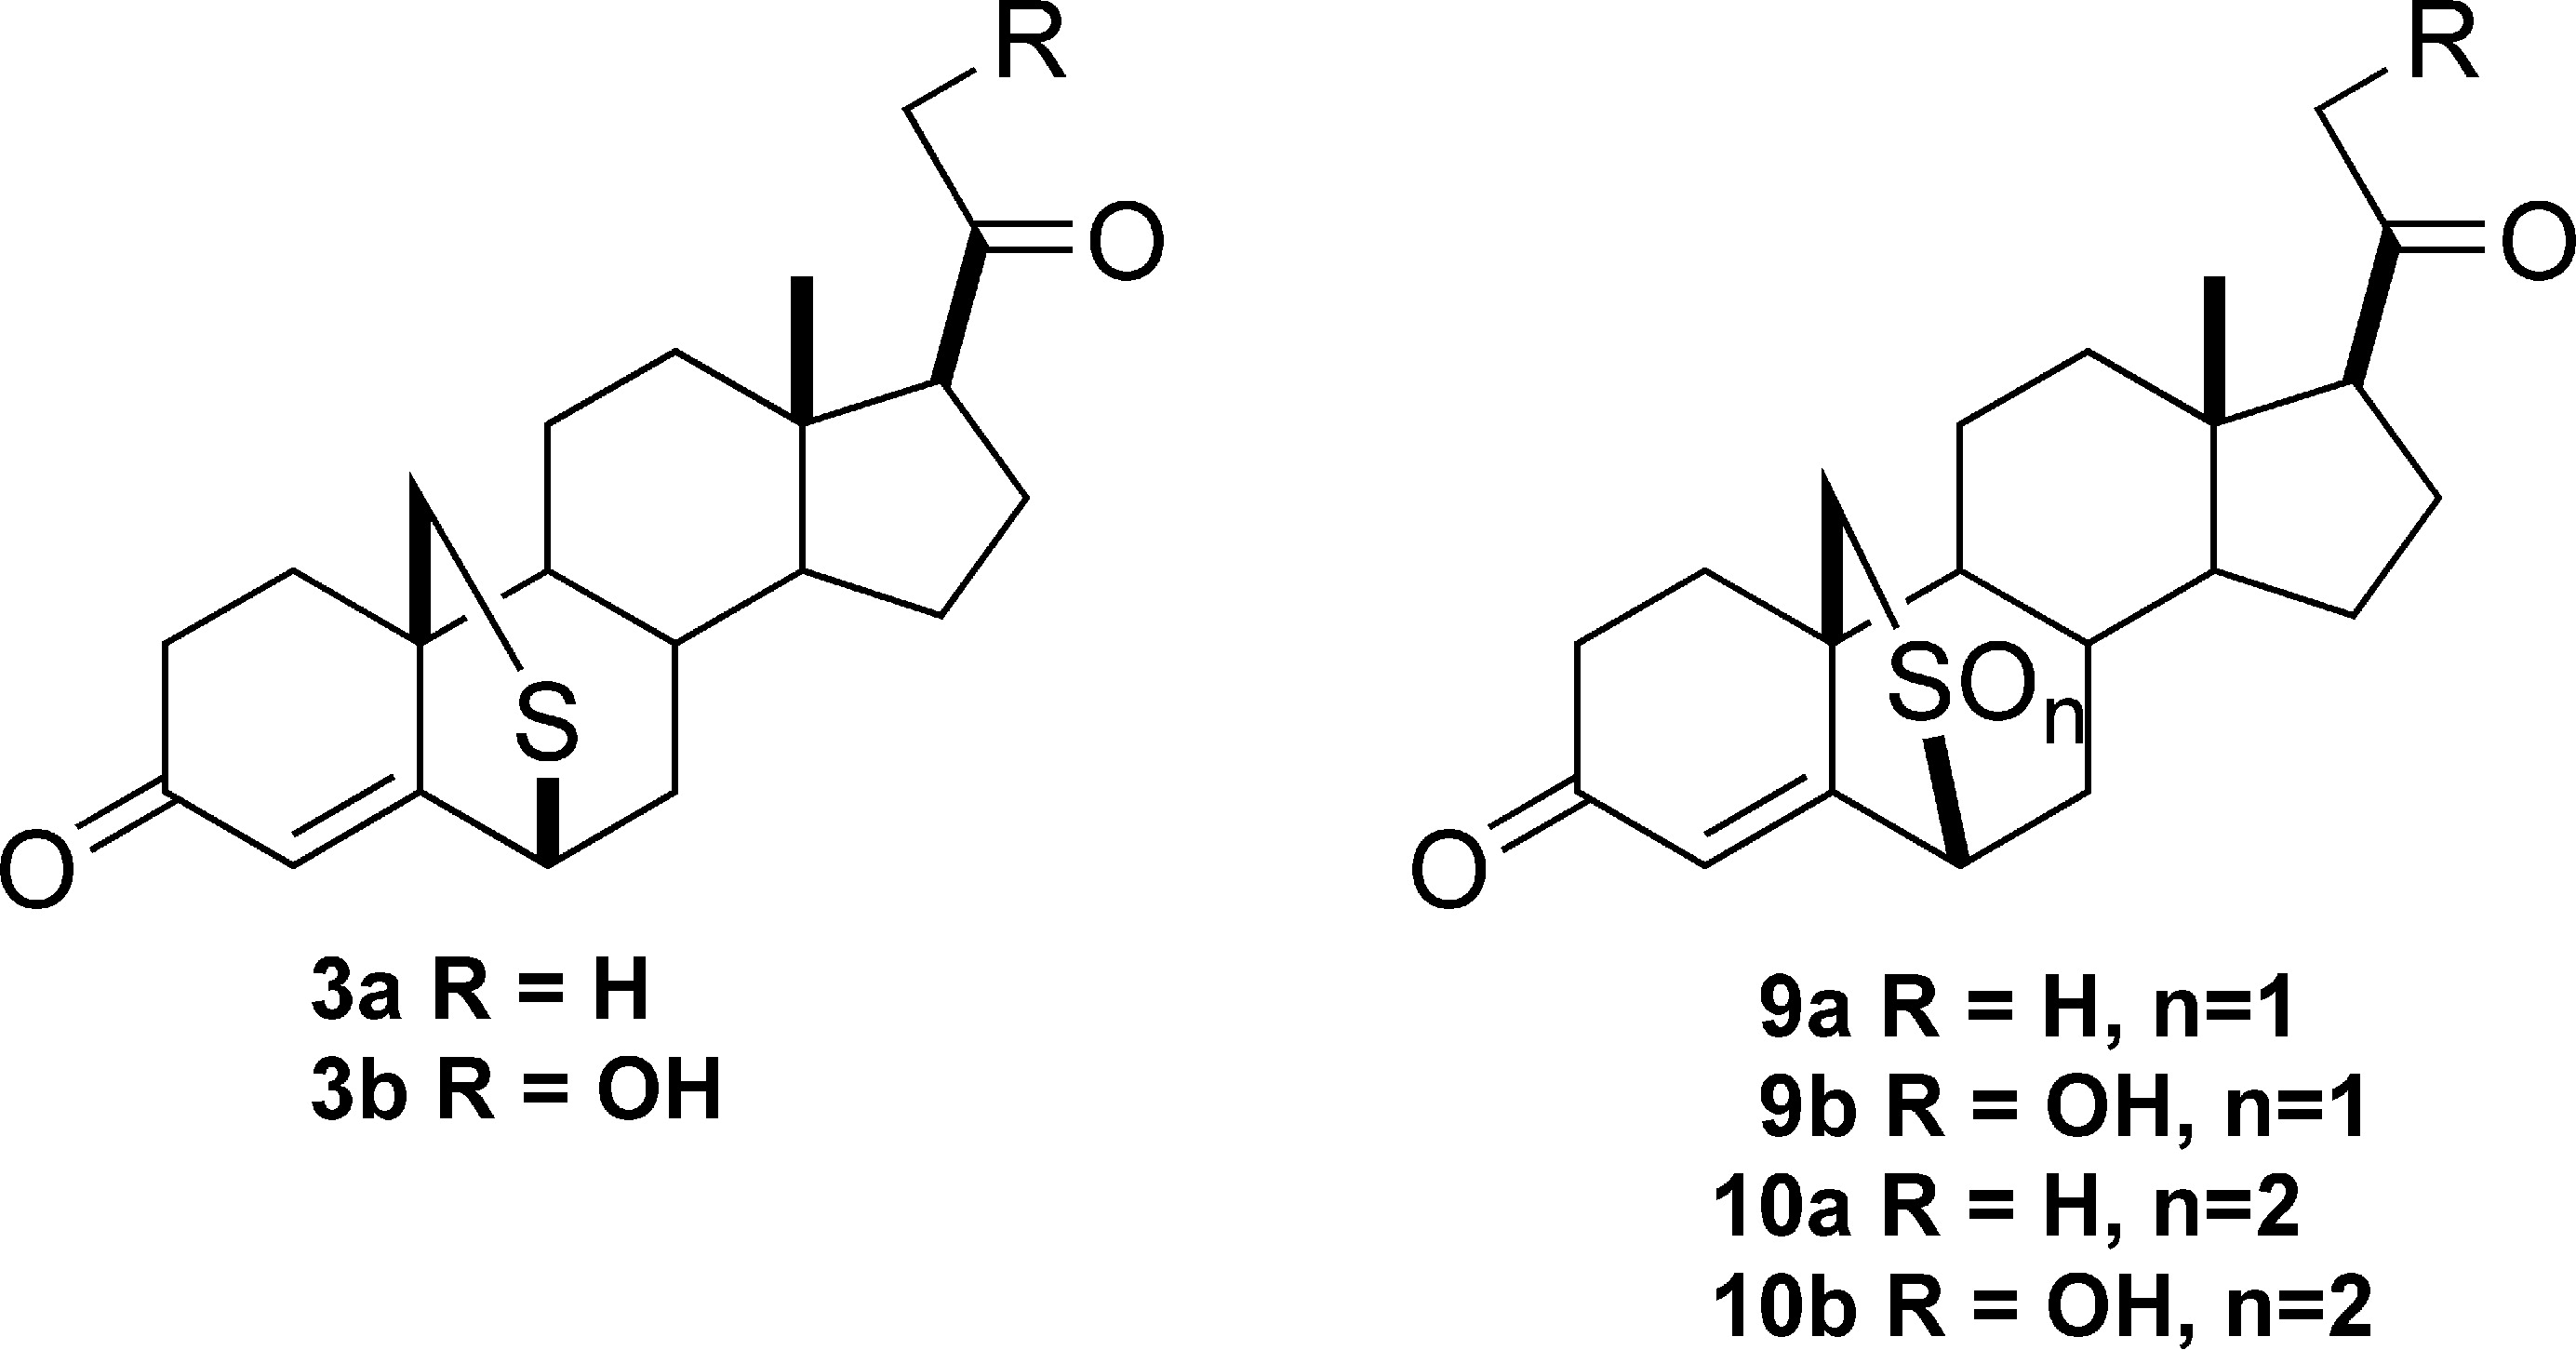 R
O
S
O
3a R = H
3b R = OH
R
O
SOn
O
9a R = H, n=1
9b R = OH, n=1
10a R = H, n=2
10b R = OH, n=2